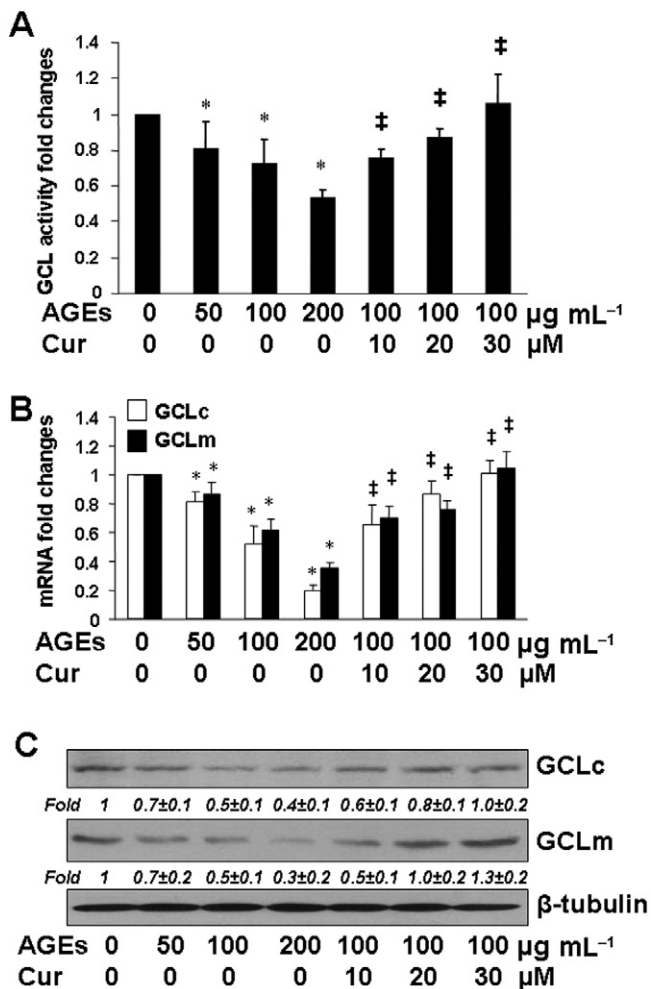 A
GCL activity fold changes
1.4
1.2
1
0.8
0.6
0.4
0.2
0
* * * ‡ ‡ ‡
AGEs 0 50 100 200 100 100 100 µg mL⁻¹
Cur 0 0 0 0 10 20 30 µM
B
GCLc
GCLm
mRNA fold changes
1.4
1.2
1
0.8
0.6
0.4
0.2
0
* * * * * * ‡ ‡ ‡ ‡ ‡ ‡
AGEs 0 50 100 200 100 100 100 µg mL⁻¹
Cur 0 0 0 0 10 20 30 µM
C
GCLc
Fold 1 0.7±0.1 0.5±0.1 0.4±0.1 0.6±0.1 0.8±0.1 1.0±0.2
GCLm
Fold 1 0.7±0.2 0.5±0.1 0.3±0.2 0.5±0.1 1.0±0.2 1.3±0.2
β-tubulin
AGEs 0 50 100 200 100 100 100 µg mL⁻¹
Cur 0 0 0 0 10 20 30 µM